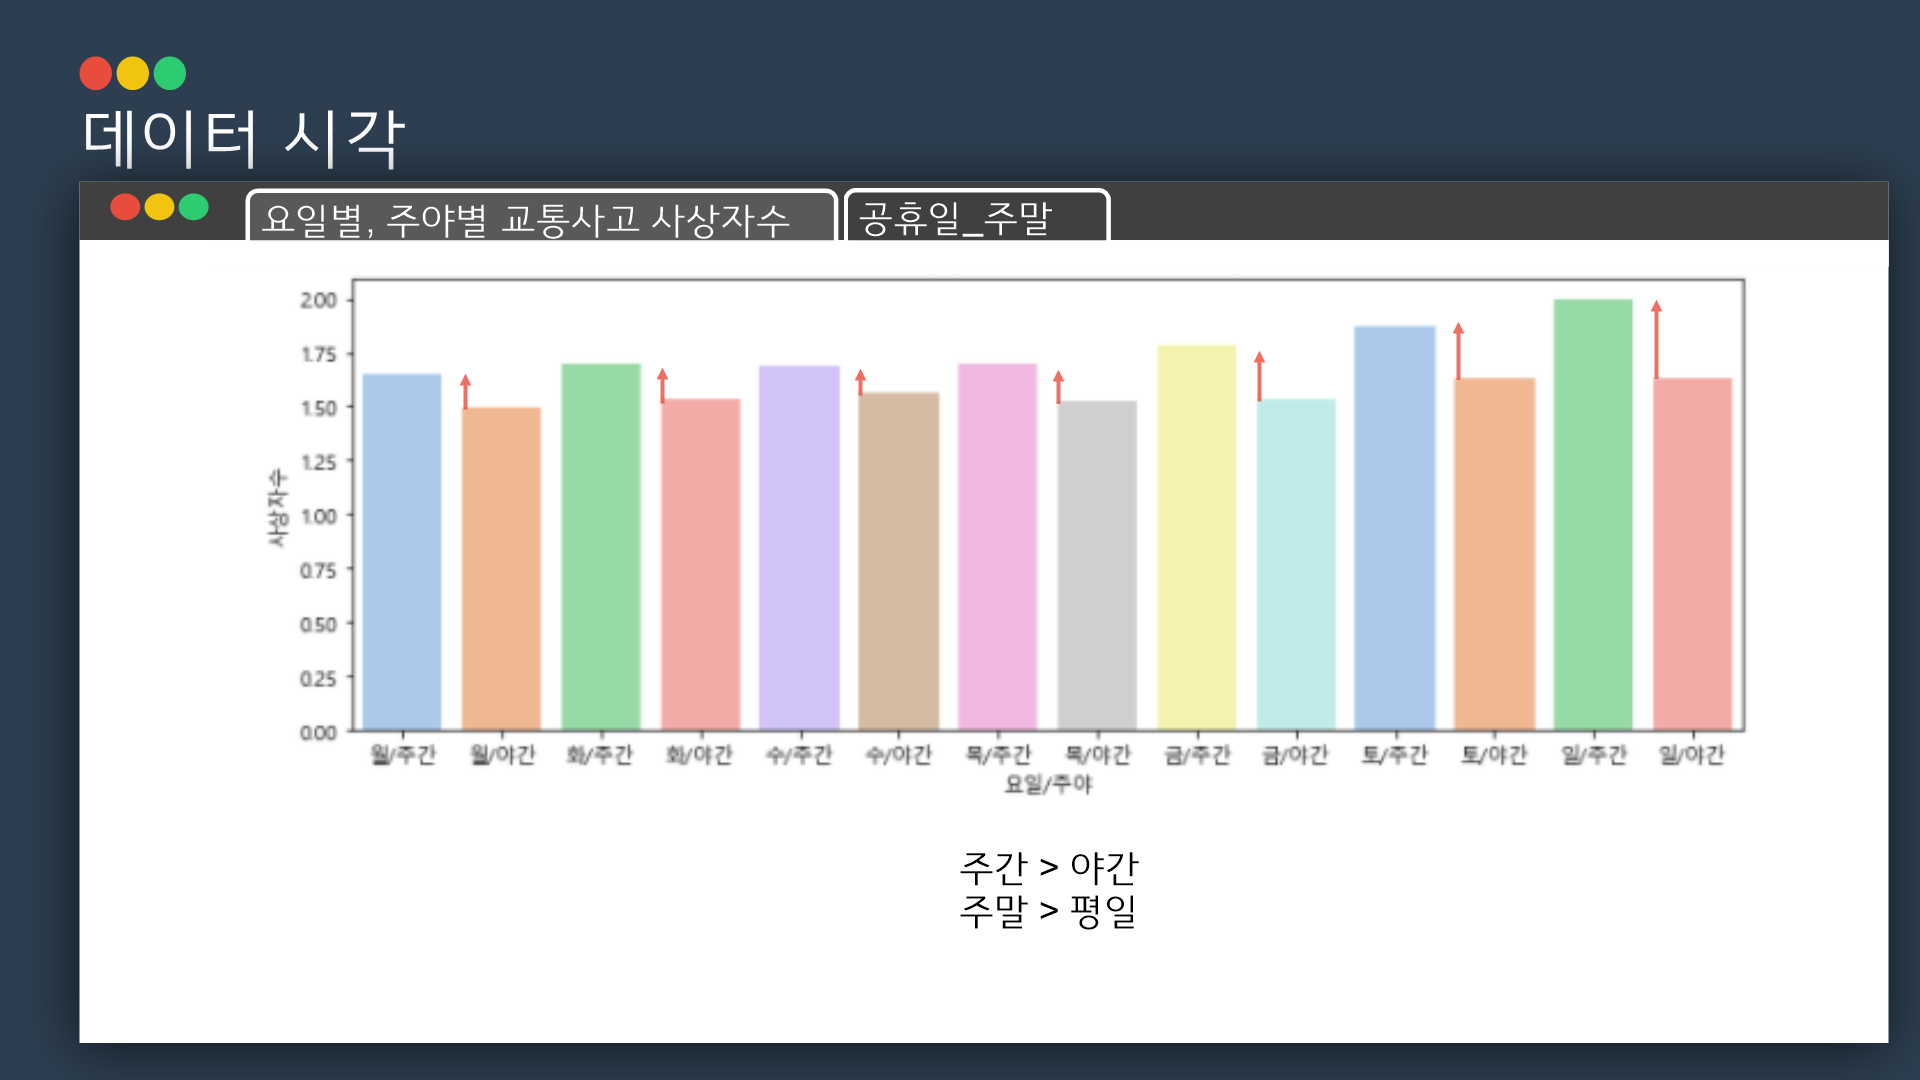 데이터 시각
요일별, 주야별 교통사고 사상자수
공휴일_주말
2.00
1.75
1.50
1.25
1.00
0.75
0.50
0.25
0.00
사상자수
월/주간 월/야간 화/주간 화/야간 수/주간 수/야간 목/주간 목/야간 금/주간 금/야간 토/주간 토/야간 일/주간 일/야간
요일/주야
주간 > 야간
주말 > 평일